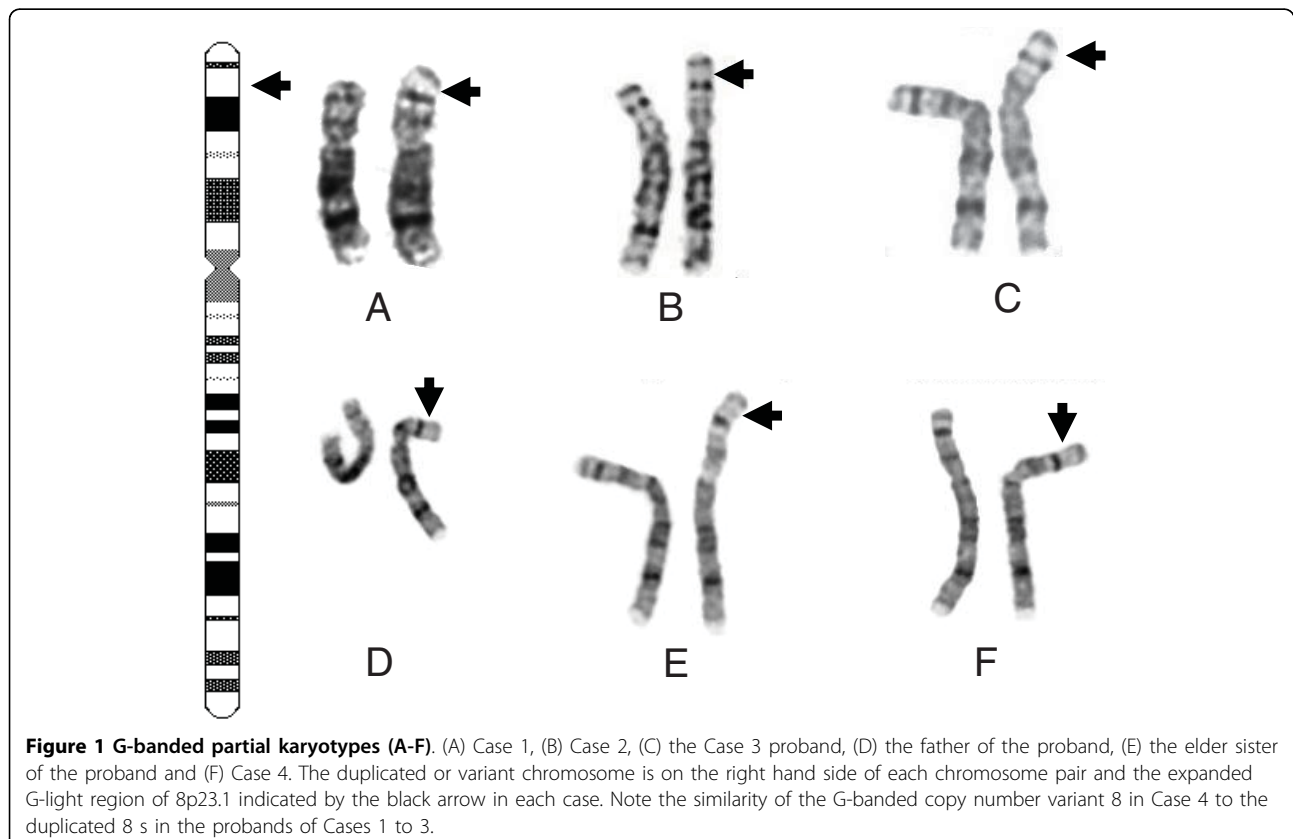 A
B
C
D
E
F
Figure 1 G-banded partial karyotypes (A-F). (A) Case 1, (B) Case 2, (C) the Case 3 proband, (D) the father of the proband, (E) the elder sister
of the proband and (F) Case 4. The duplicated or variant chromosome is on the right hand side of each chromosome pair and the expanded
G-light region of 8p23.1 indicated by the black arrow in each case. Note the similarity of the G-banded copy number variant 8 in Case 4 to the
duplicated 8 s in the probands of Cases 1 to 3.